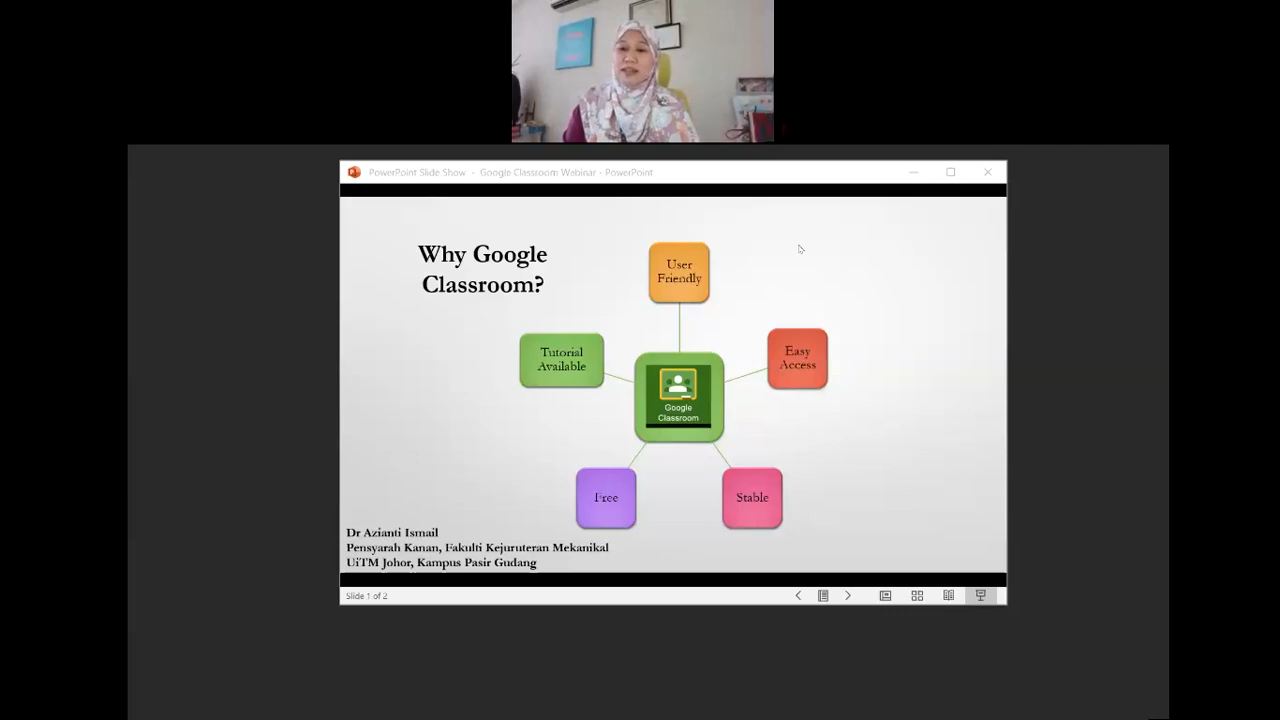 PowerPoint Slide Show - Google Classroom Webinar - PowerPoint
Why Google
Classroom?
User
Friendly
Tutorial
Available
Easy
Access
Google
Classroom
Free
Stable
Dr Azianti Ismail
Pensyarah Kanan, Fakulti Kejuruteran Mekanikal
UiTM Johor, Kampus Pasir Gudang
Slide 1 of 2